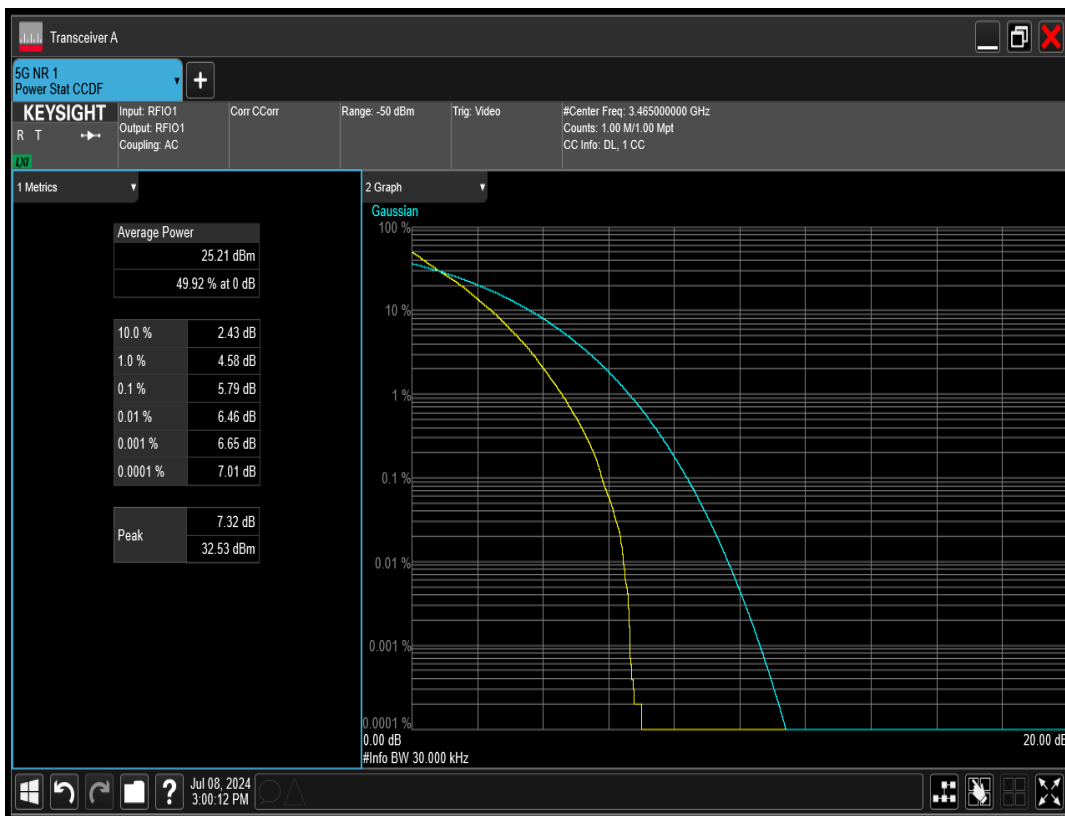 Transceiver A
5G NR 1
Power Stat CCDF
+
KEYSIGHT
R T
LXI
Input: RFIO1
Output: RFIO1
Coupling: AC
Corr CCorr
Range: -50 dBm
Trig: Video
#Center Freq: 3.465000000 GHz
Counts: 1.00 M/1.00 Mpt
CC Info: DL, 1 CC
1 Metrics
Average Power
25.21 dBm
49.92 % at 0 dB
10.0 % 2.43 dB
1.0 % 4.58 dB
0.1 % 5.79 dB
0.01 % 6.46 dB
0.001 % 6.65 dB
0.0001 % 7.01 dB
Peak
7.32 dB
32.53 dBm
2 Graph
Gaussian
100 %
10 %
1 %
0.1 %
0.01 %
0.001 %
0.0001 %
0.00 dB
20.00 dB
#Info BW 30.000 kHz
?
Jul 08, 2024
3:00:12 PM